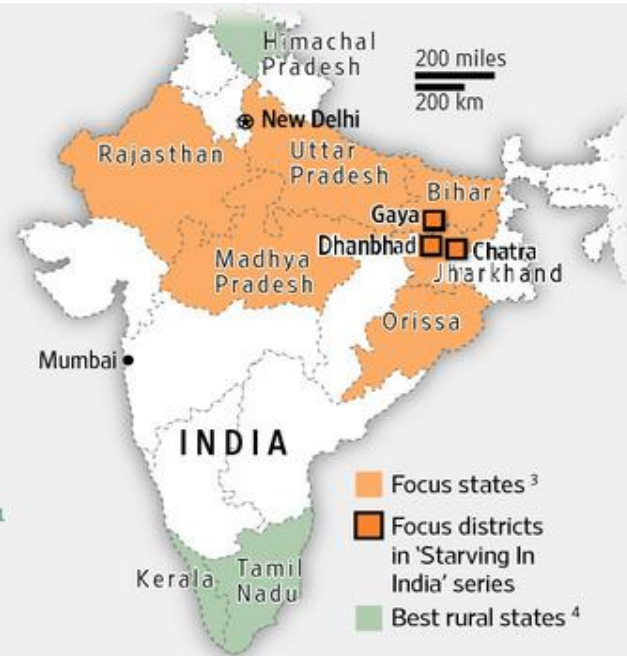 Himachal
Pradesh
200 miles
200 km
New Delhi
Rajasthan
Uttar
Pradesh
Bihar
Gaya
Dhanbhad
Chatra
Jharkhand
Madhya
Pradesh
Orissa
Mumbai
INDIA
Focus states 3
Focus districts
in 'Starving In
India' series
Best rural states 4
Kerala
Tamil
Nadu